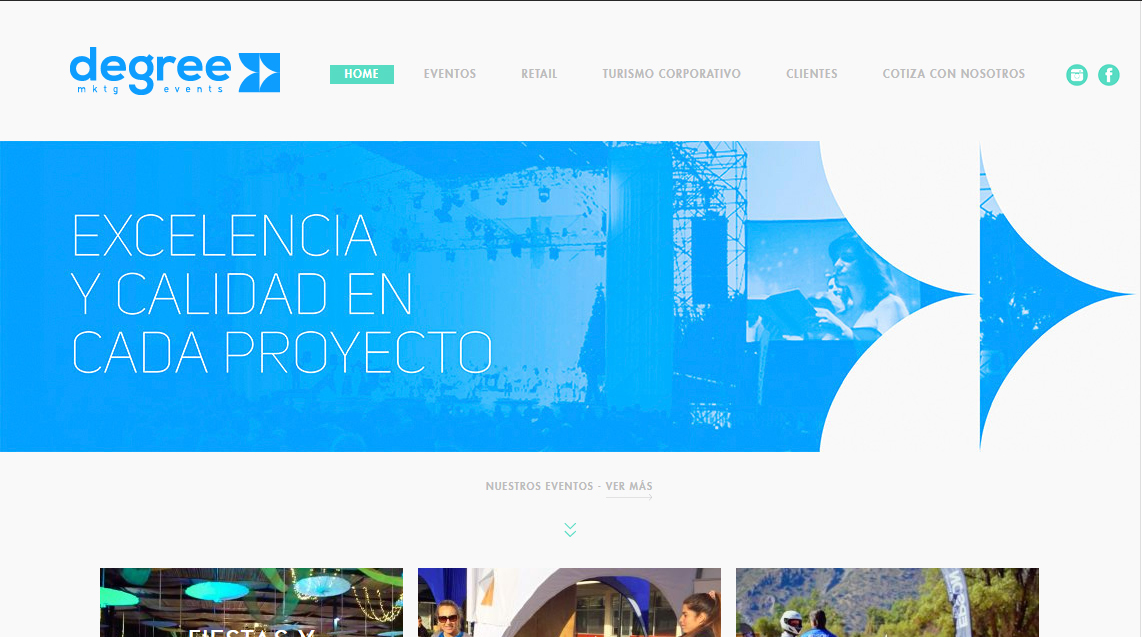 degree
mktg events
HOME
EVENTOS
RETAIL
TURISMO CORPORATIVO
CLIENTES
COTIZA CON NOSOTROS
EXCELENCIA
Y CALIDAD EN
CADA PROYECTO
NUESTROS EVENTOS - VER MÁS
FIESTAS Y